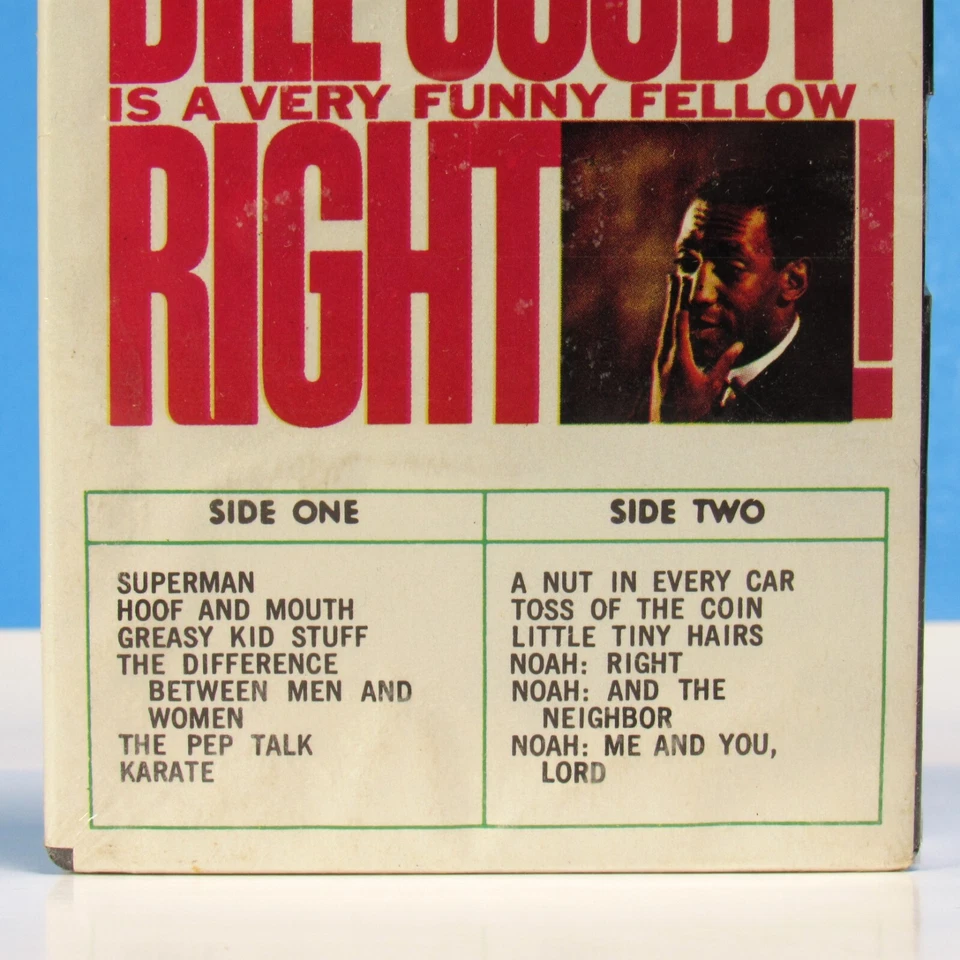 BILL COSBY
IS A VERY FUNNY FELLOW
RIGHT!
SIDE ONE
SUPERMAN
HOOF AND MOUTH
GREASY KID STUFF
THE DIFFERENCE
BETWEEN MEN AND
WOMEN
THE PEP TALK
KARATE
SIDE TWO
A NUT IN EVERY CAR
TOSS OF THE COIN
LITTLE TINY HAIRS
NOAH: RIGHT
NOAH: AND THE
NEIGHBOR
NOAH: ME AND YOU,
LORD